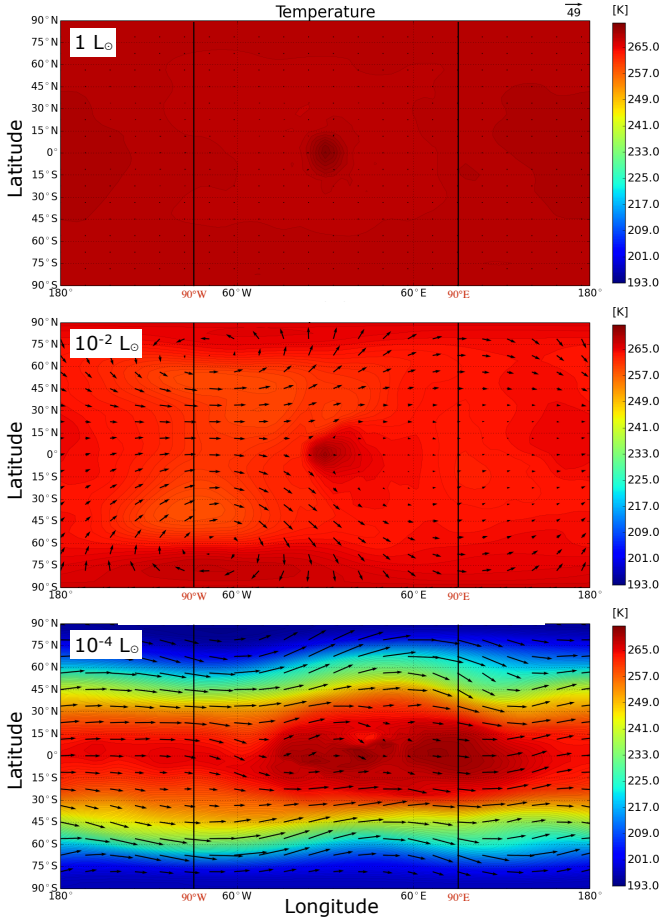 Temperature
49
[K]
1 L☉
90°N
75°N
60°N
45°N
30°N
15°N
0°
15°S
30°S
45°S
60°S
75°S
90°S
Latitude
180°
90°W
60°W
60°E
90°E
180°
265.0
257.0
249.0
241.0
233.0
225.0
217.0
209.0
201.0
193.0
[K]
10⁻² L☉
90°N
75°N
60°N
45°N
30°N
15°N
0°
15°S
30°S
45°S
60°S
75°S
90°S
Latitude
180°
90°W
60°W
60°E
90°E
180°
265.0
257.0
249.0
241.0
233.0
225.0
217.0
209.0
201.0
193.0
[K]
10⁻⁴ L☉
90°N
75°N
60°N
45°N
30°N
15°N
0°
15°S
30°S
45°S
60°S
75°S
90°S
Latitude
180°
90°W
60°W
60°E
90°E
180°
Longitude
265.0
257.0
249.0
241.0
233.0
225.0
217.0
209.0
201.0
193.0